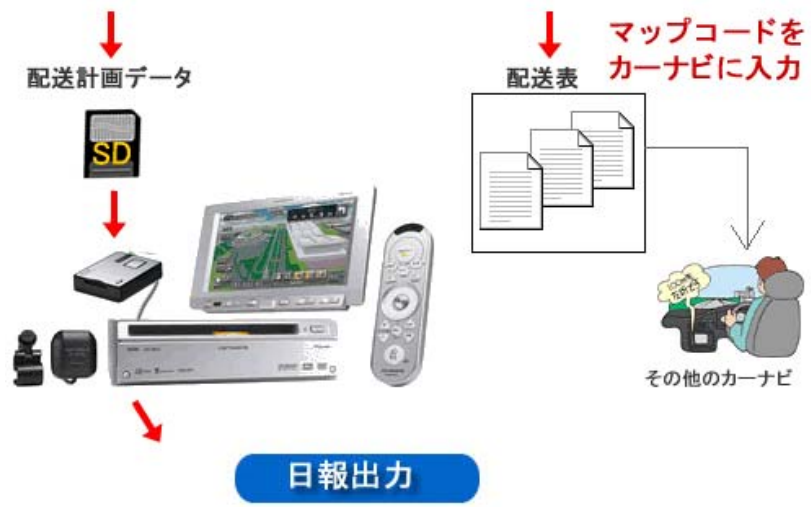 マップコードを
カーナビに入力
配送計画データ
配送表
SD
その他のカーナビ
日報出力